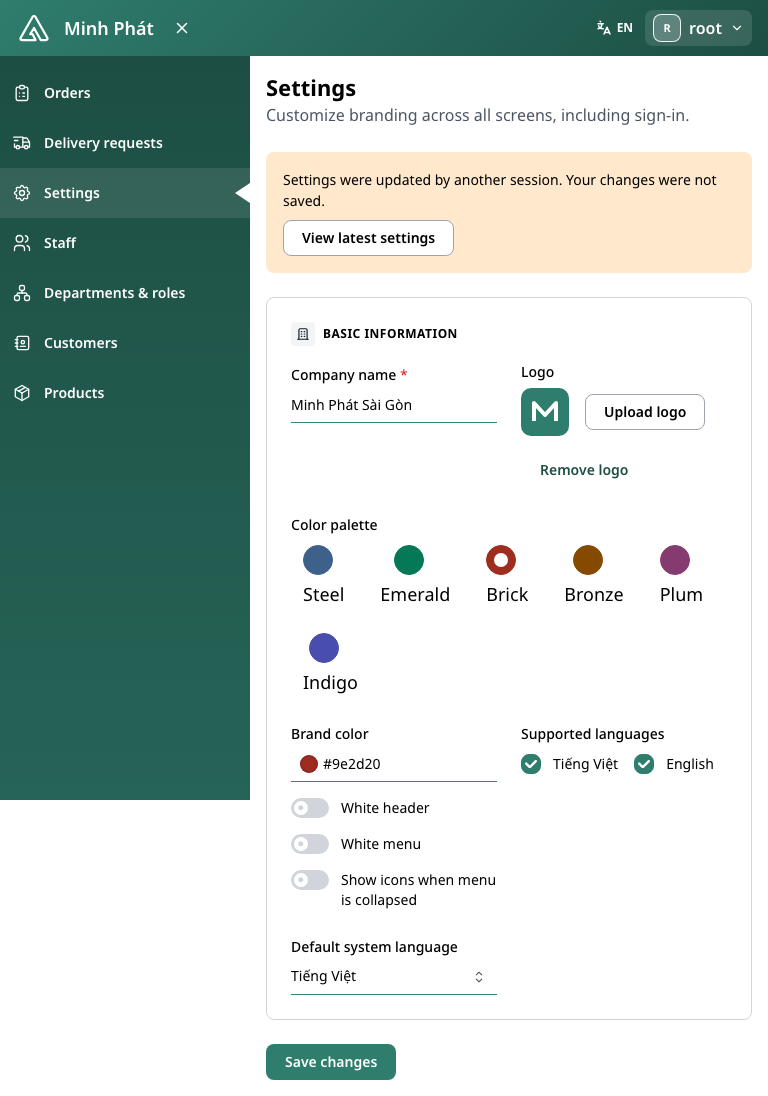 Minh Phát
EN
R
root
Orders
Delivery requests
Settings
Staff
Departments & roles
Customers
Products
Settings
Customize branding across all screens, including sign-in.
Settings were updated by another session. Your changes were not
saved.
View latest settings
BASIC INFORMATION
Company name *
Minh Phát Sài Gòn
Logo
Upload logo
Remove logo
Color palette
Steel
Emerald
Brick
Bronze
Plum
Indigo
Brand color
#9e2d20
Supported languages
Tiếng Việt
English
White header
White menu
Show icons when menu
is collapsed
Default system language
Tiếng Việt
Save changes